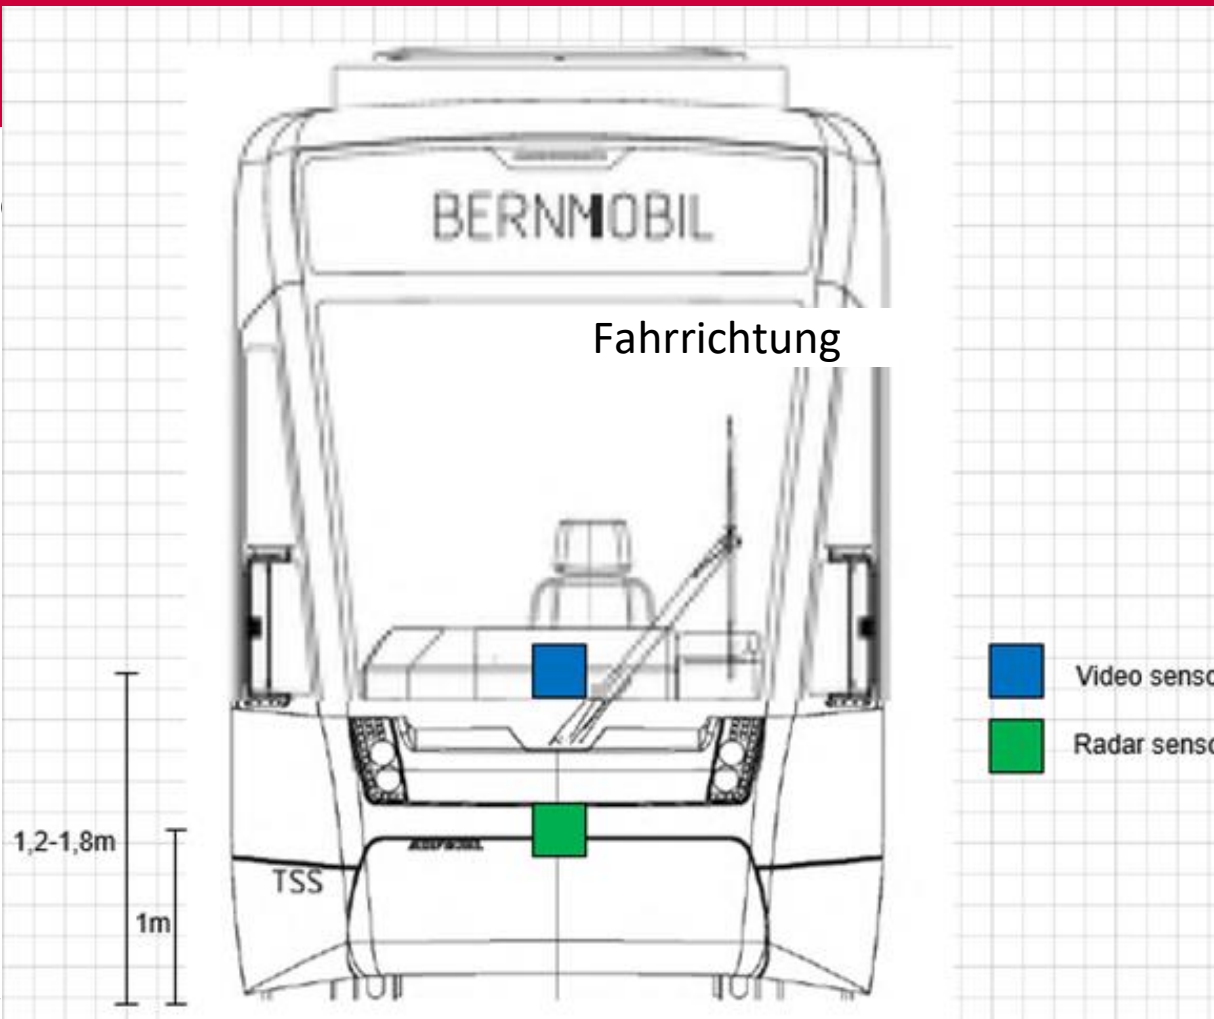 BERNMOBIL
Fahrrichtung
Video senso
Radar senso
1,2-1,8m
TSS
1m